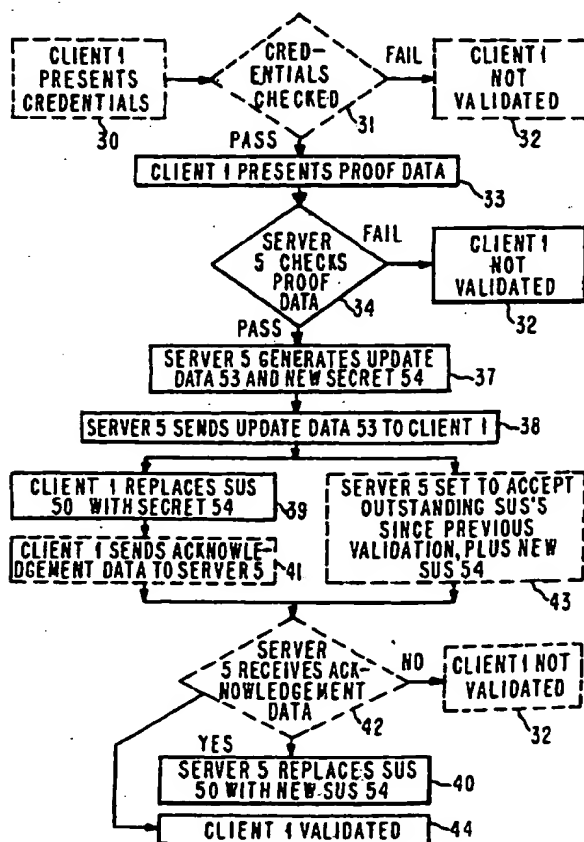 CLIENT 1
PRESENTS
CREDENTIALS
30
CRED-
ENTIALS
CHECKED
31
FAIL
CLIENT 1
NOT
VALIDATED
32
PASS
CLIENT 1 PRESENTS PROOF DATA
33
SERVER
5 CHECKS
PROOF
DATA
34
FAIL
CLIENT 1
NOT
VALIDATED
32
PASS
SERVER 5 GENERATES UPDATE
DATA 53 AND NEW SECRET 54
37
SERVER 5 SENDS UPDATE DATA 53 TO CLIENT 1
38
CLIENT 1 REPLACES SUS
50 WITH SECRET 54
39
CLIENT 1 SENDS ACKNOWLE-
DGEMENT DATA TO SERVER 5
41
SERVER 5 SET TO ACCEPT
OUTSTANDING SUS'S
SINCE PREVIOUS
VALIDATION, PLUS NEW
SUS 54
43
SERVER
5 RECEIVES ACK-
NOWLEDGEMENT
DATA
42
NO
CLIENT 1 NOT
VALIDATED
32
YES
SERVER 5 REPLACES SUS
50 WITH NEW SUS 54
40
CLIENT 1 VALIDATED
44